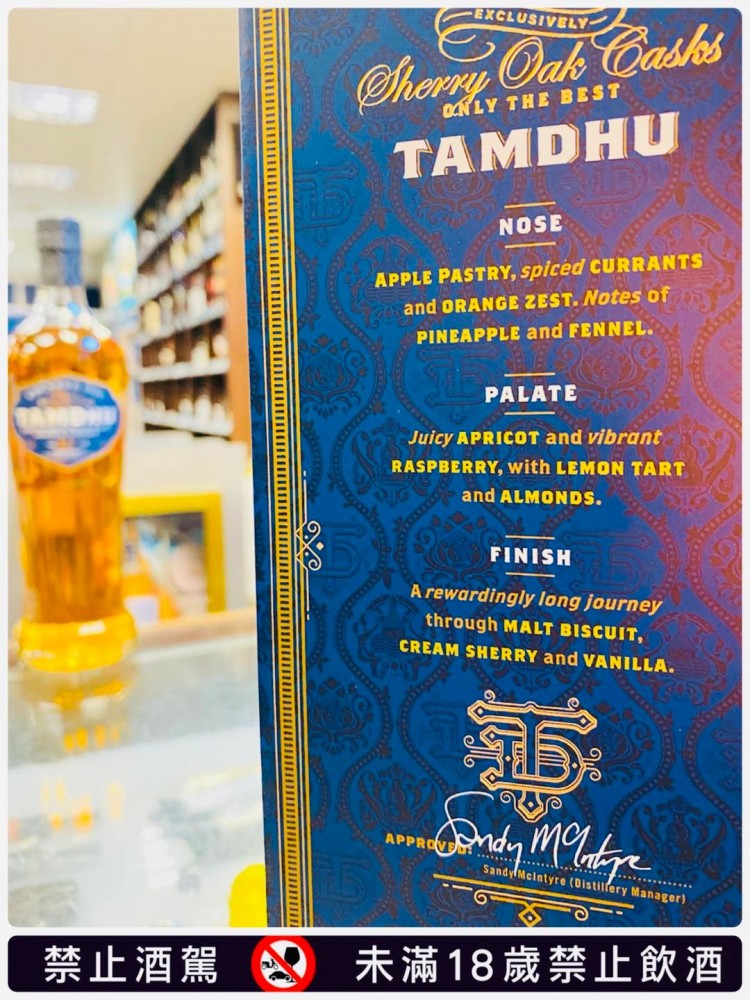 EXCLUSIVELY
Sherry Oak Casks
ONLY THE BEST
TAMDHU
NOSE
APPLE PASTRY, spiced CURRANTS
and ORANGE ZEST. Notes of
PINEAPPLE and FENNEL.
PALATE
Juicy APRICOT and vibrant
RASPBERRY, with LEMON TART
and ALMONDS.
FINISH
A rewardingly long journey
through MALT BISCUIT,
CREAM SHERRY and VANILLA.
APPROVED: Sandy McIntyre
Sandy McIntyre (Distillery Manager)
TAMDHU
禁止酒駕 未滿18歲禁止飲酒